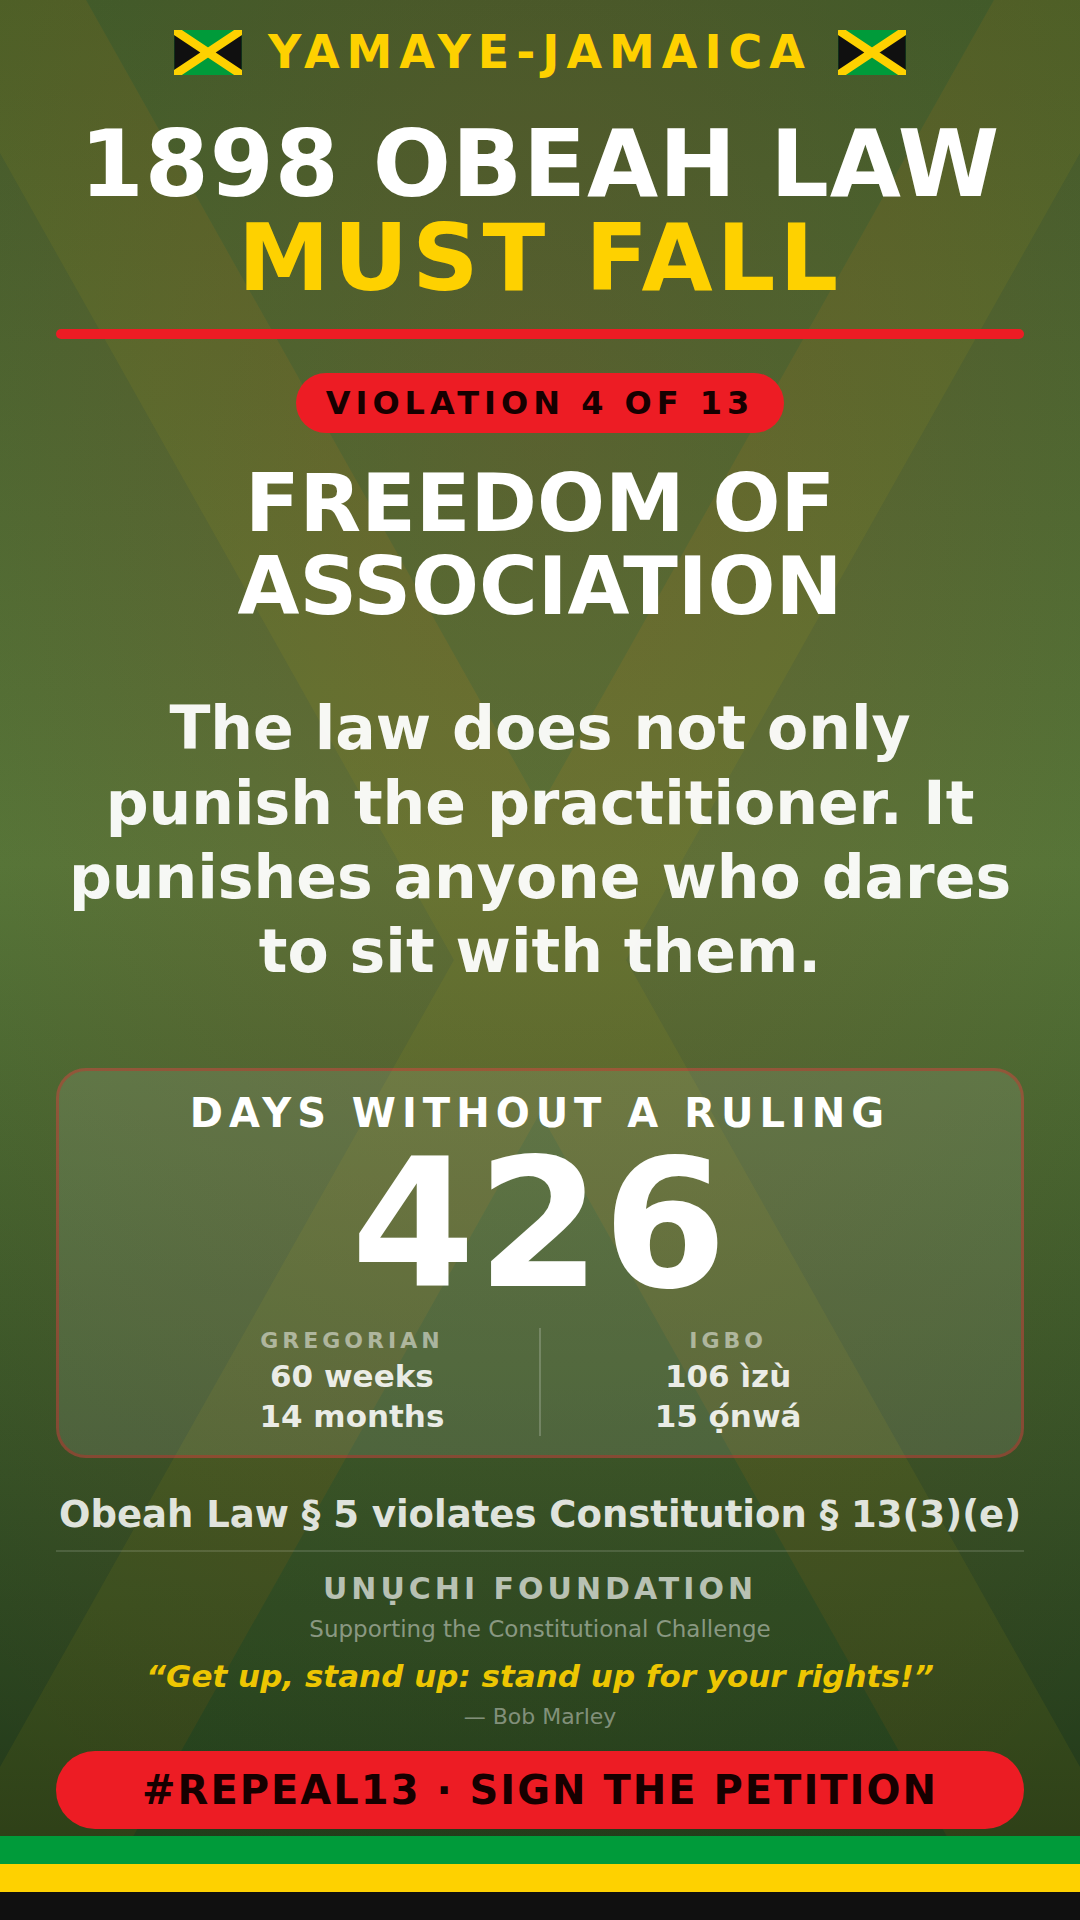 YAMAYE-JAMAICA
1898 OBEAH LAW
MUST FALL
VIOLATION 4 OF 13
FREEDOM OF
ASSOCIATION
The law does not only
punish the practitioner. It
punishes anyone who dares
to sit with them.
DAYS WITHOUT A RULING
426
GREGORIAN
60 weeks
14 months
IGBO
106 ìzù
15 ọ́nwá
Obeah Law § 5 violates Constitution § 13(3)(e)
UNỤCHI FOUNDATION
Supporting the Constitutional Challenge
“Get up, stand up: stand up for your rights!”
— Bob Marley
#REPEAL13 · SIGN THE PETITION